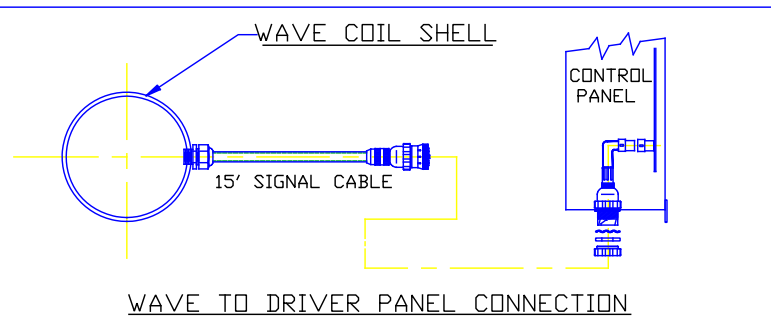 WAVE COIL SHELL
CONTROL
PANEL
15' SIGNAL CABLE
WAVE TO DRIVER PANEL CONNECTION